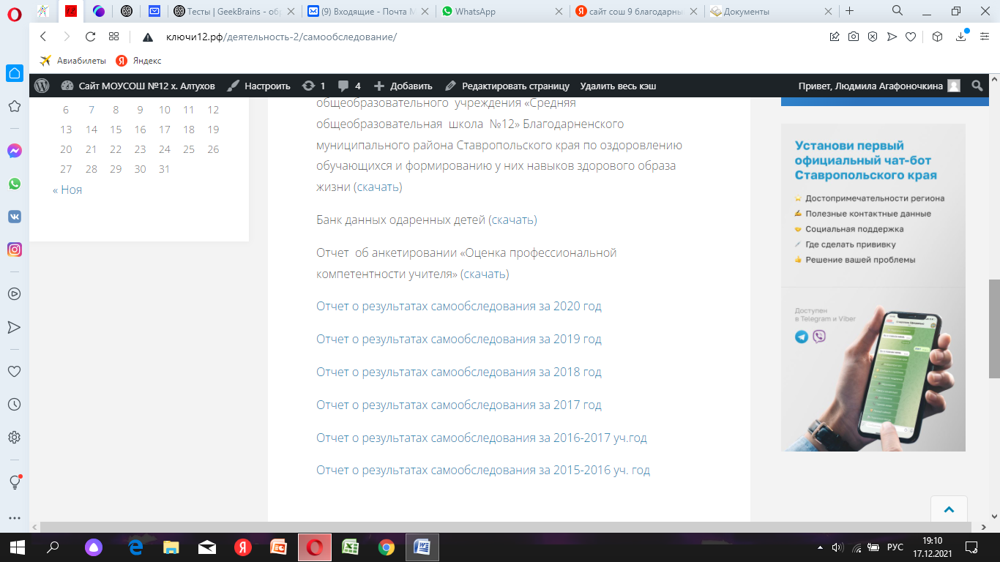 Тесты | GeekBrains - обр
(9) Входящие - Почта M
WhatsApp
сайт сош 9 благодарны
Документы
ключи12.рф/деятельность-2/самообследование/
Авиабилеты Яндекс
Сайт МОУСОШ №12 х. Алтухов Настроить 1 4 Добавить Редактировать страницу Удалить весь кэш Привет, Людмила Агафоночкина
6 7 8 9 10 11 12
13 14 15 16 17 18 19
20 21 22 23 24 25 26
27 28 29 30 31
« Ноя
общеобразовательного учреждения «Средняя
общеобразовательная школа №12» Благодарненского
муниципального района Ставропольского края по оздоровлению
обучающихся и формированию у них навыков здорового образа
жизни (скачать)
Банк данных одаренных детей (скачать)
Отчет об анкетировании «Оценка профессиональной
компетентности учителя» (скачать)
Отчет о результатах самообследования за 2020 год
Отчет о результатах самообследования за 2019 год
Отчет о результатах самообследования за 2018 год
Отчет о результатах самообследования за 2017 год
Отчет о результатах самообследования за 2016-2017 уч.год
Отчет о результатах самообследования за 2015-2016 уч. год
Установи первый
официальный чат-бот
Ставропольского края
Достопримечательности региона
Полезные контактные данные
Социальная поддержка
Где сделать прививку
Решение вашей проблемы
Доступен
в Telegram и Viber
РУС
19:10
17.12.2021